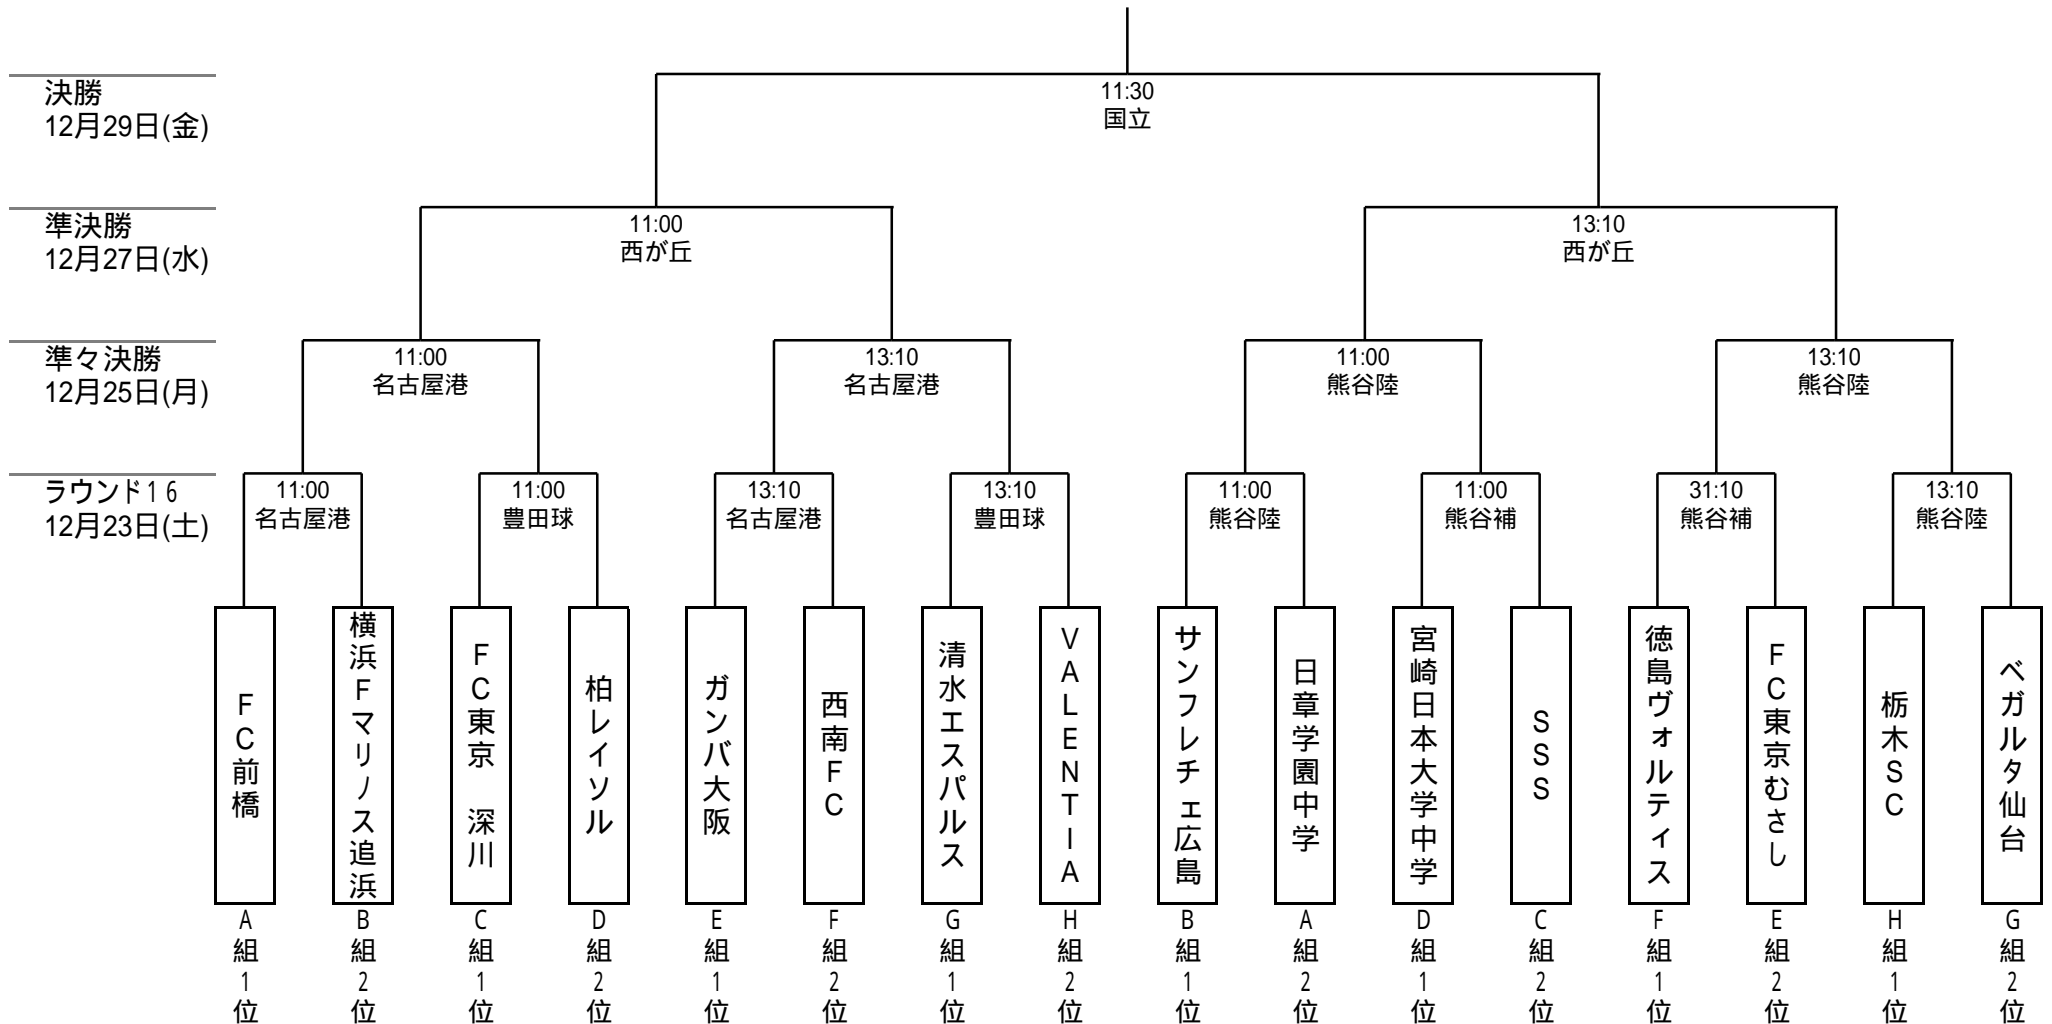 決勝
12月29日(金)
11:30
国立
準決勝
12月27日(水)
11:00
西が丘
13:10
西が丘
準々決勝
12月25日(月)
11:00
名古屋港
13:10
名古屋港
11:00
熊谷陸
13:10
熊谷陸
ラウンド16
12月23日(土)
11:00
名古屋港
11:00
豊田球
13:10
名古屋港
13:10
豊田球
11:00
熊谷陸
11:00
熊谷補
31:10
熊谷補
13:10
熊谷陸
FC前橋
横浜Fマリノス追浜
FC東京 深川
柏レイソル
ガンバ大阪
西南FC
清水エスパルス
VALENTIA
サンフレチェ広島
日章学園中学
宮崎日本大学中学
SSS
徳島ヴォルティス
FC東京むさし
栃木SC
ベガルタ仙台
A組1位
B組2位
C組1位
D組2位
E組1位
F組2位
G組1位
H組2位
B組1位
A組2位
D組1位
C組2位
F組1位
E組2位
H組1位
G組2位